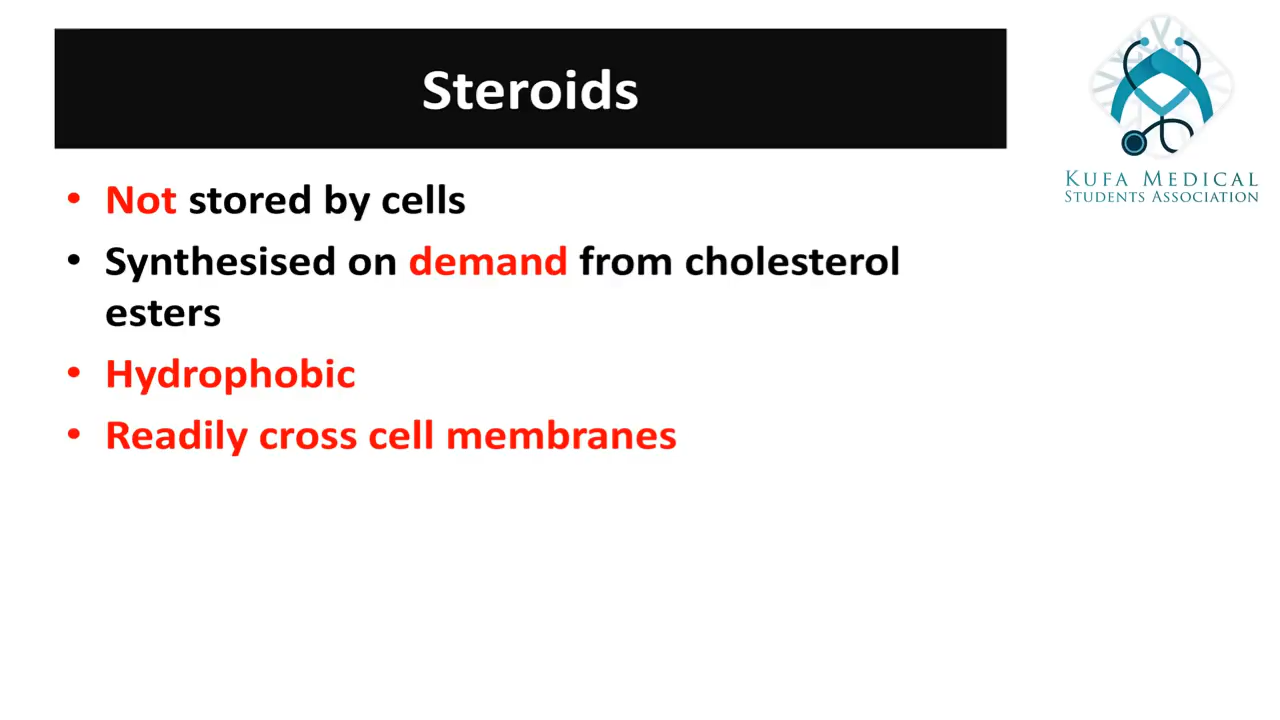 Steroids
• Not stored by cells
• Synthesised on demand from cholesterol
esters
• Hydrophobic
• Readily cross cell membranes
KUFA MEDICAL
STUDENTS ASSOCIATION